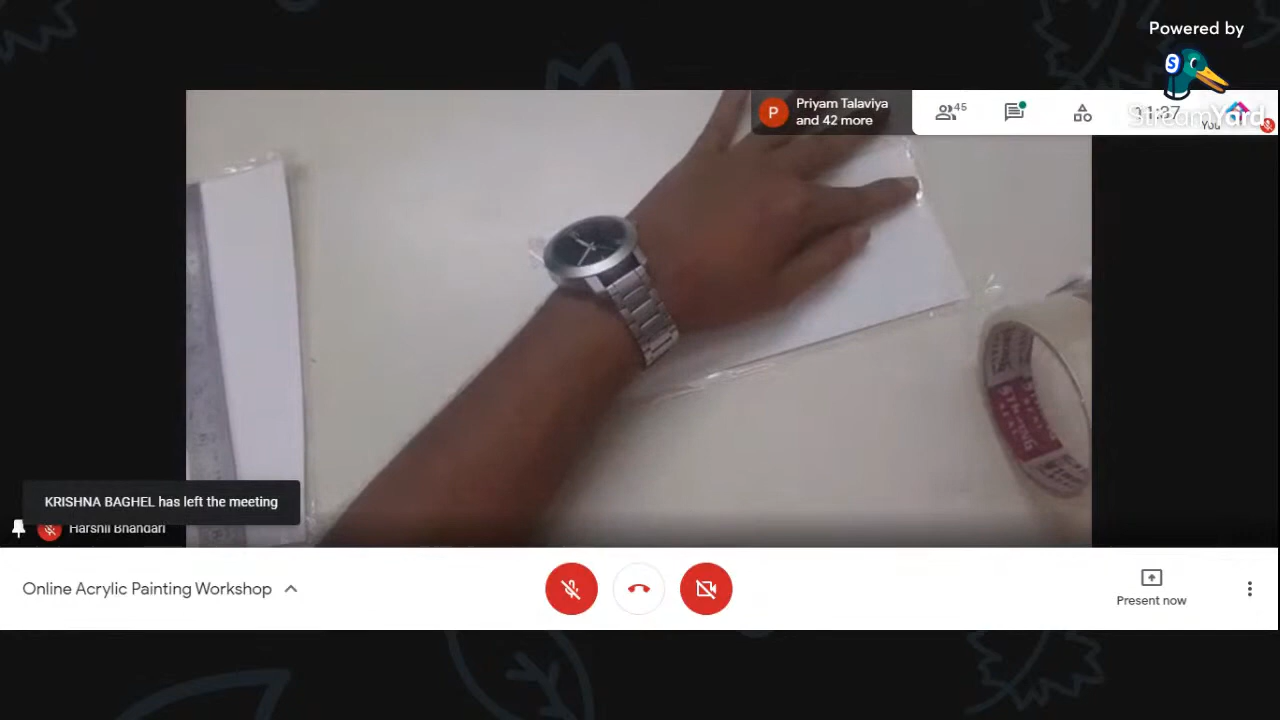 Powered by
S
StreamYard
P
Priyam Talaviya
and 42 more
45
You
KRISHNA BAGHEL has left the meeting
Harshil Bhandari
Online Acrylic Painting Workshop
Present now